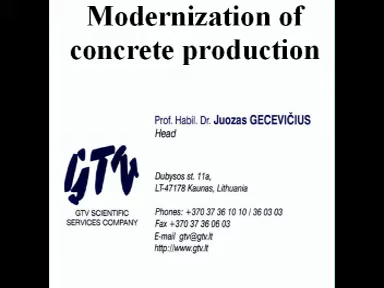 Modernization of
concrete production
Prof. Habil. Dr. Juozas GECEVIČIUS
Head
GTV
GTV SCIENTIFIC
SERVICES COMPANY
Dubysos st. 11a,
LT-47178 Kaunas, Lithuania
Phones: +370 37 36 10 10 / 36 03 03
Fax +370 37 36 06 03
E-mail gtv@gtv.lt
http://www.gtv.lt